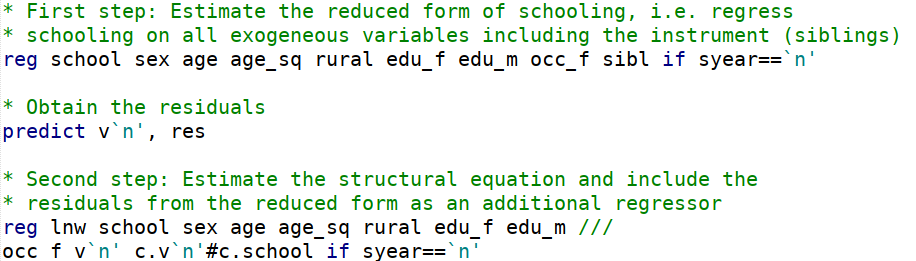 * First step: Estimate the reduced form of schooling, i.e. regress
* schooling on all exogeneous variables including the instrument (siblings)
reg school sex age age_sq rural edu_f edu_m occ_f sibl if syear==`n'
* Obtain the residuals
predict v`n', res
* Second step: Estimate the structural equation and include the
* residuals from the reduced form as an additional regressor
reg lnw school sex age age_sq rural edu_f edu_m ///
occ f v`n' c.v`n'#c.school if syear==`n'